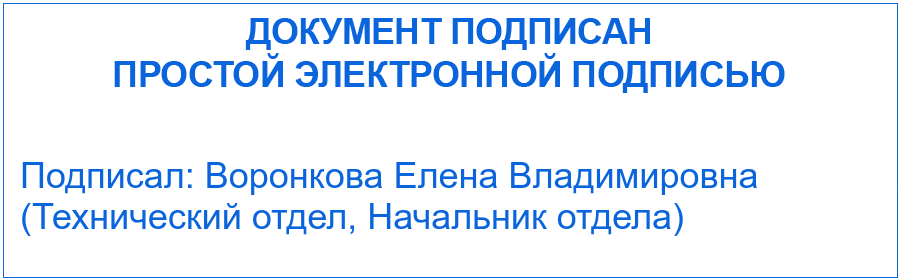 ДОКУМЕНТ ПОДПИСАН
ПРОСТОЙ ЭЛЕКТРОННОЙ ПОДПИСЬЮ
Подписал: Воронкова Елена Владимировна
(Технический отдел, Начальник отдела)